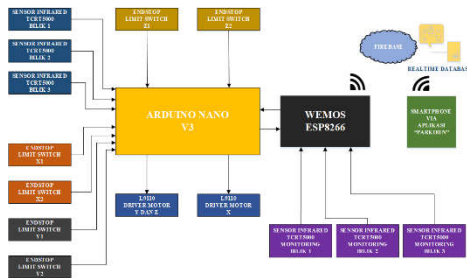 SENSOR INFRARED
TCRT5000
BILIK 1
SENSOR INFRARED
TCRT5000
BILIK 2
SENSOR INFRARED
TCRT5000
BILIK 3
ENDSTOP
LIMIT SWITCH
X1
ENDSTOP
LIMIT SWITCH
X2
ENDSTOP
LIMIT SWITCH
Y1
ENDSTOP
LIMIT SWITCH
Y2
ENDSTOP
LIMIT SWITCH
Z1
ENDSTOP
LIMIT SWITCH
Z2
ARDUINO NANO
V3
L9110
DRIVER MOTOR
Y DAN Z
L9110
DRIVER MOTOR
X
WEMOS
ESP8266
FIREBASE
REALTIME DATABASE
SMARTPHONE
VIA
APLIKASI
SENSOR INFRARED
TCRT5000
MONITORING
BILIK 1
SENSOR INFRARED
TCRT5000
MONITORING
BILIK 2
SENSOR INFRARED
TCRT5000
MONITORING
BILIK 3